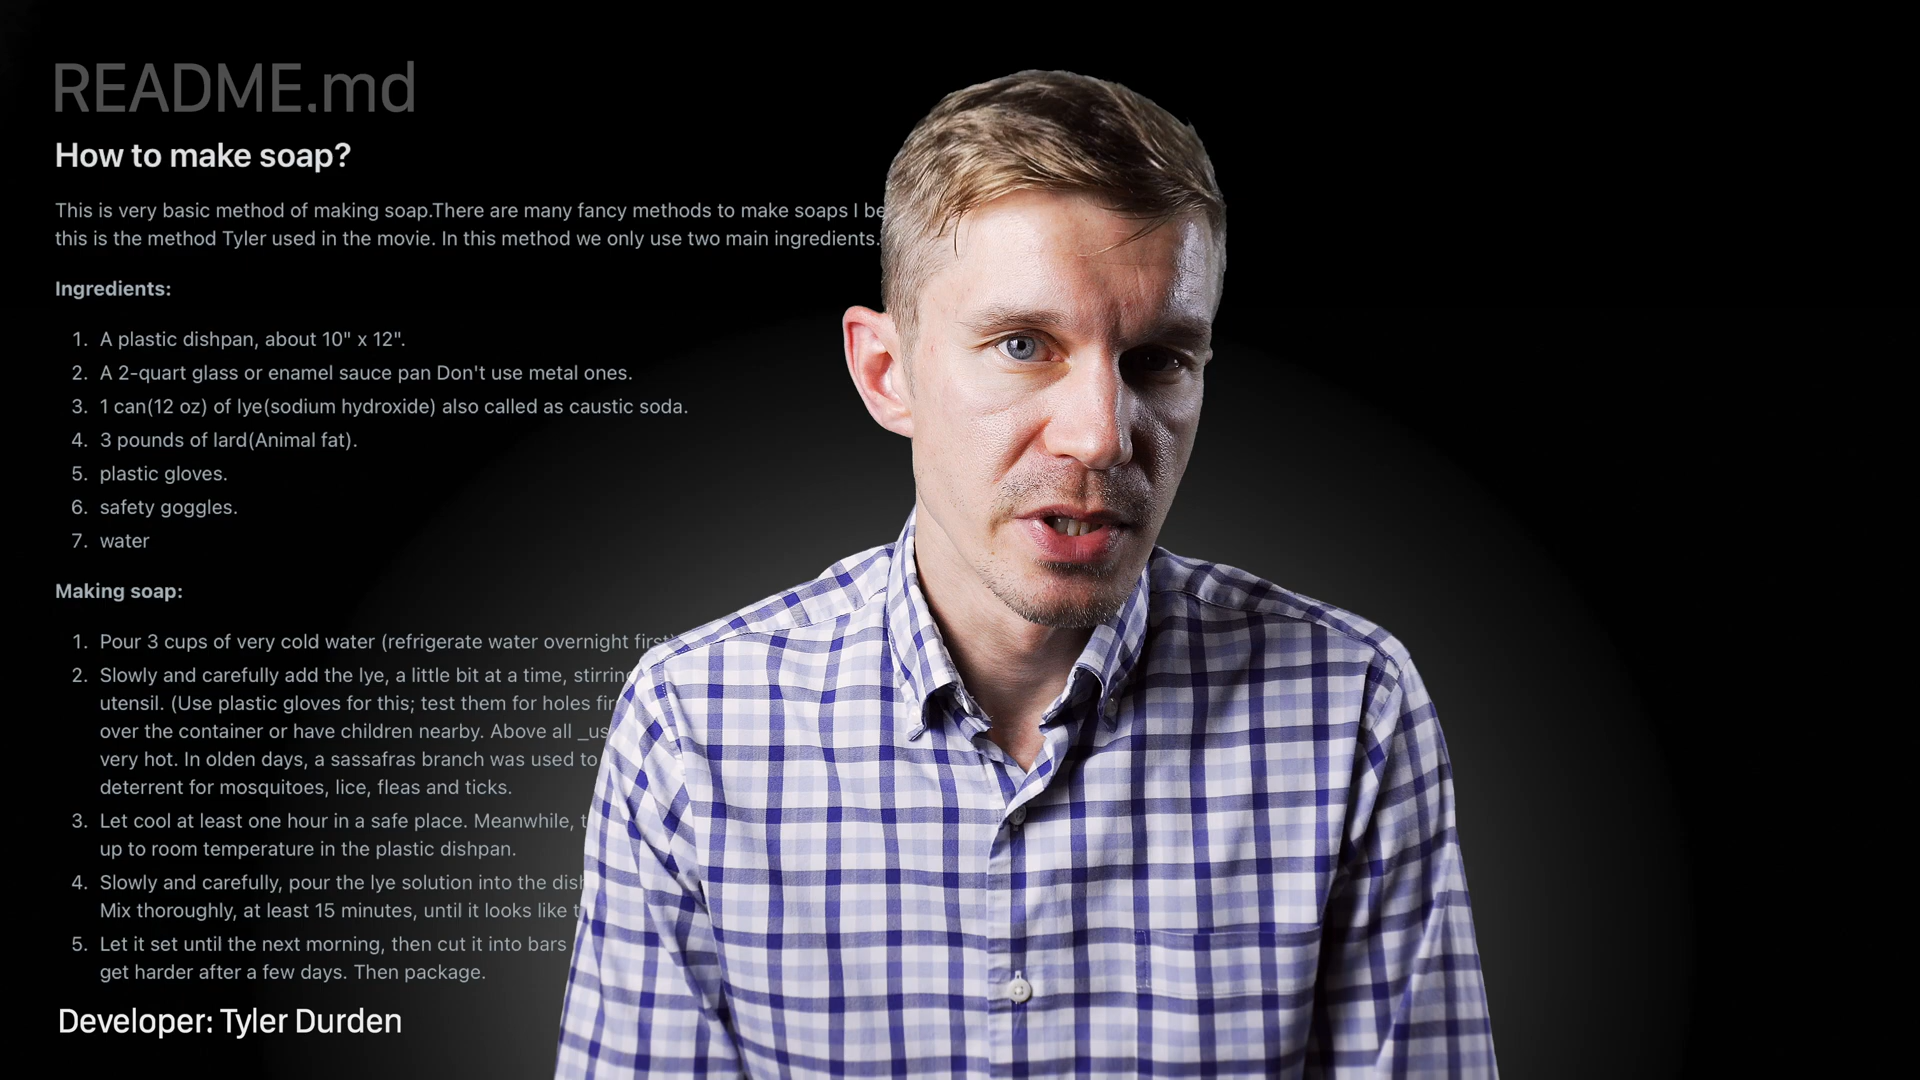 README.md
How to make soap?
This is very basic method of making soap.There are many fancy methods to make soaps I
this is the method Tyler used in the movie. In this method we only use two main ingredients.
Ingredients:
1. A plastic dishpan, about 10" x 12".
2. A 2-quart glass or enamel sauce pan Don't use metal ones.
3. 1 can(12 oz) of lye(sodium hydroxide) also called as caustic soda.
4. 3 pounds of lard(Animal fat).
5. plastic gloves.
6. safety goggles.
7. water
Making soap:
1. Pour 3 cups of very cold water (refrigerate water overnight first)
2. Slowly and carefully add the lye, a little bit at a time,
utensil. (Use plastic gloves for this; test them for holes
over the container or have children nearby. Above all
very hot. In olden days, a sassafras branch was used to
deterrent for mosquitoes, lice, fleas and ticks.
3. Let cool at least one hour in a safe place. Meanwhile,
up to room temperature in the plastic dishpan.
4. Slowly and carefully, pour the lye solution into the
Mix thoroughly, at least 15 minutes, until it looks like
5. Let it set until the next morning, then cut it into bars
get harder after a few days. Then package.
Developer: Tyler Durden